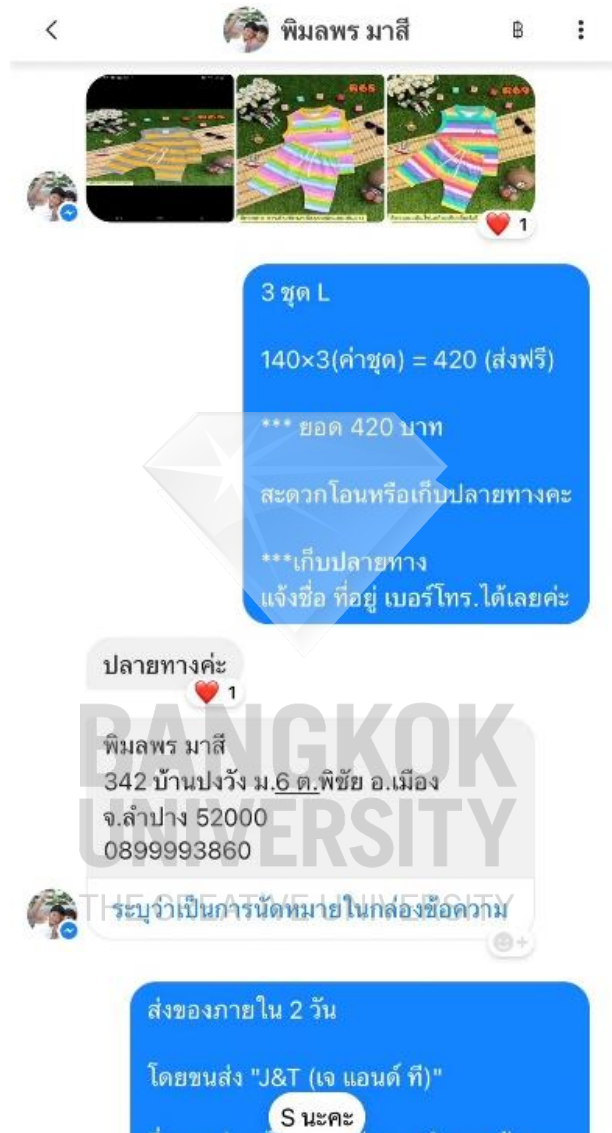 พิมลพร มาสี
R68
R69
1
3 ชุด L
140×3(ค่าชุด) = 420 (ส่งฟรี)
*** ยอด 420 บาท
สะดวกโอนหรือเก็บปลายทางคะ
***เก็บปลายทาง
แจ้งชื่อ ที่อยู่ เบอร์โทร.ได้เลยค่ะ
ปลายทางค่ะ
1
พิมลพร มาสี
342 บ้านปงวัง ม.6 ต.พิชัย อ.เมือง
จ.ลำปาง 52000
0899993860
ระบุว่าเป็นการนัดหมายในกล่องข้อความ
BANGKOK
UNIVERSITY
THE CREATIVE UNIVERSITY
ส่งของภายใน 2 วัน
โดยขนส่ง "J&T (เจ แอนด์ ที)"
S นะคะ